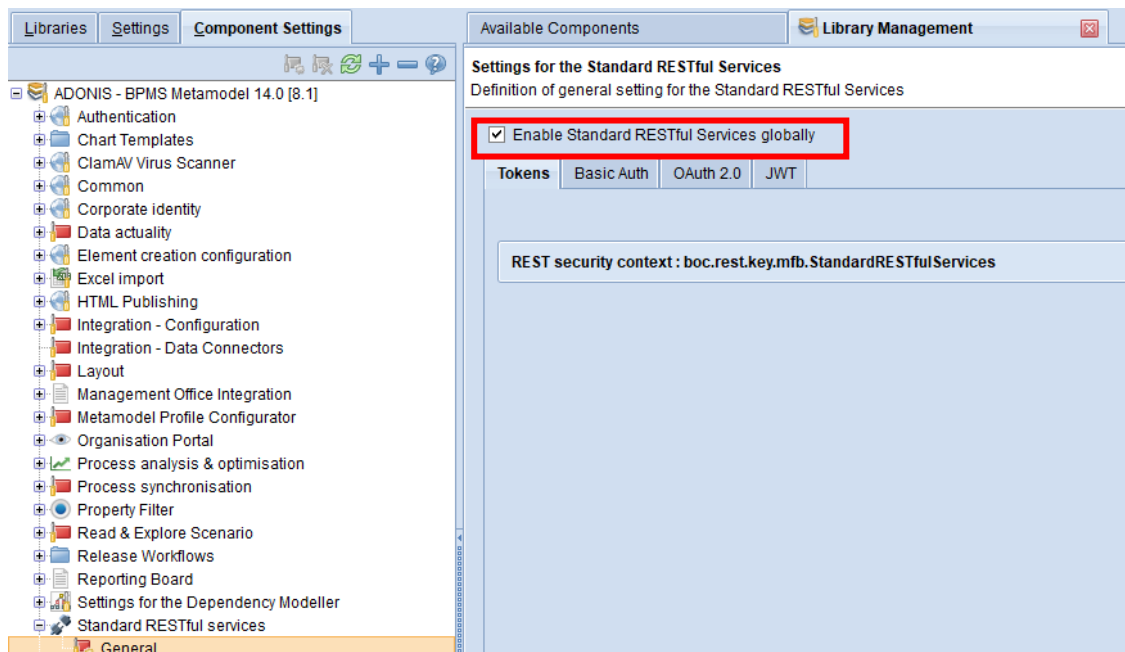 Libraries Settings Component Settings
Available Components Library Management
ADONIS - BPMS Metamodel 14.0 [8.1]
Authentication
Chart Templates
ClamAV Virus Scanner
Common
Corporate identity
Data actuality
Element creation configuration
Excel import
HTML Publishing
Integration - Configuration
Integration - Data Connectors
Layout
Management Office Integration
Metamodel Profile Configurator
Organisation Portal
Process analysis & optimisation
Process synchronisation
Property Filter
Read & Explore Scenario
Release Workflows
Reporting Board
Settings for the Dependency Modeller
Standard RESTful services
General
Settings for the Standard RESTful Services
Definition of general setting for the Standard RESTful Services
Enable Standard RESTful Services globally
Tokens Basic Auth OAuth 2.0 JWT
REST security context : boc.rest.key.mfb.StandardRESTfulServices